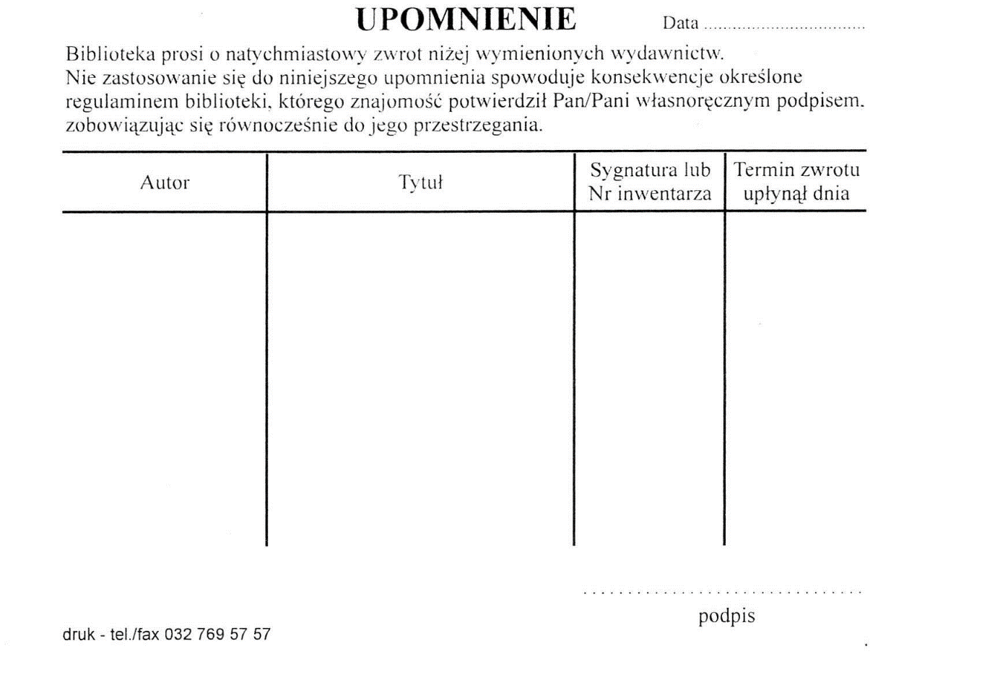 UPOMNIENIE
Data ..................................
Biblioteka prosi o natychmiastowy zwrot niżej wymienionych wydawnictw.
Nie zastosowanie się do niniejszego upomnienia spowoduje konsekwencje określone
regulaminem biblioteki, którego znajomość potwierdził Pan/Pani własnoręcznym podpisem.
zobowiązując się równocześnie do jego przestrzegania.
Autor
Tytuł
Sygnatura lub
Nr inwentarza
Termin zwrotu
upłynął dnia
...............................
podpis
druk - tel./fax 032 769 57 57